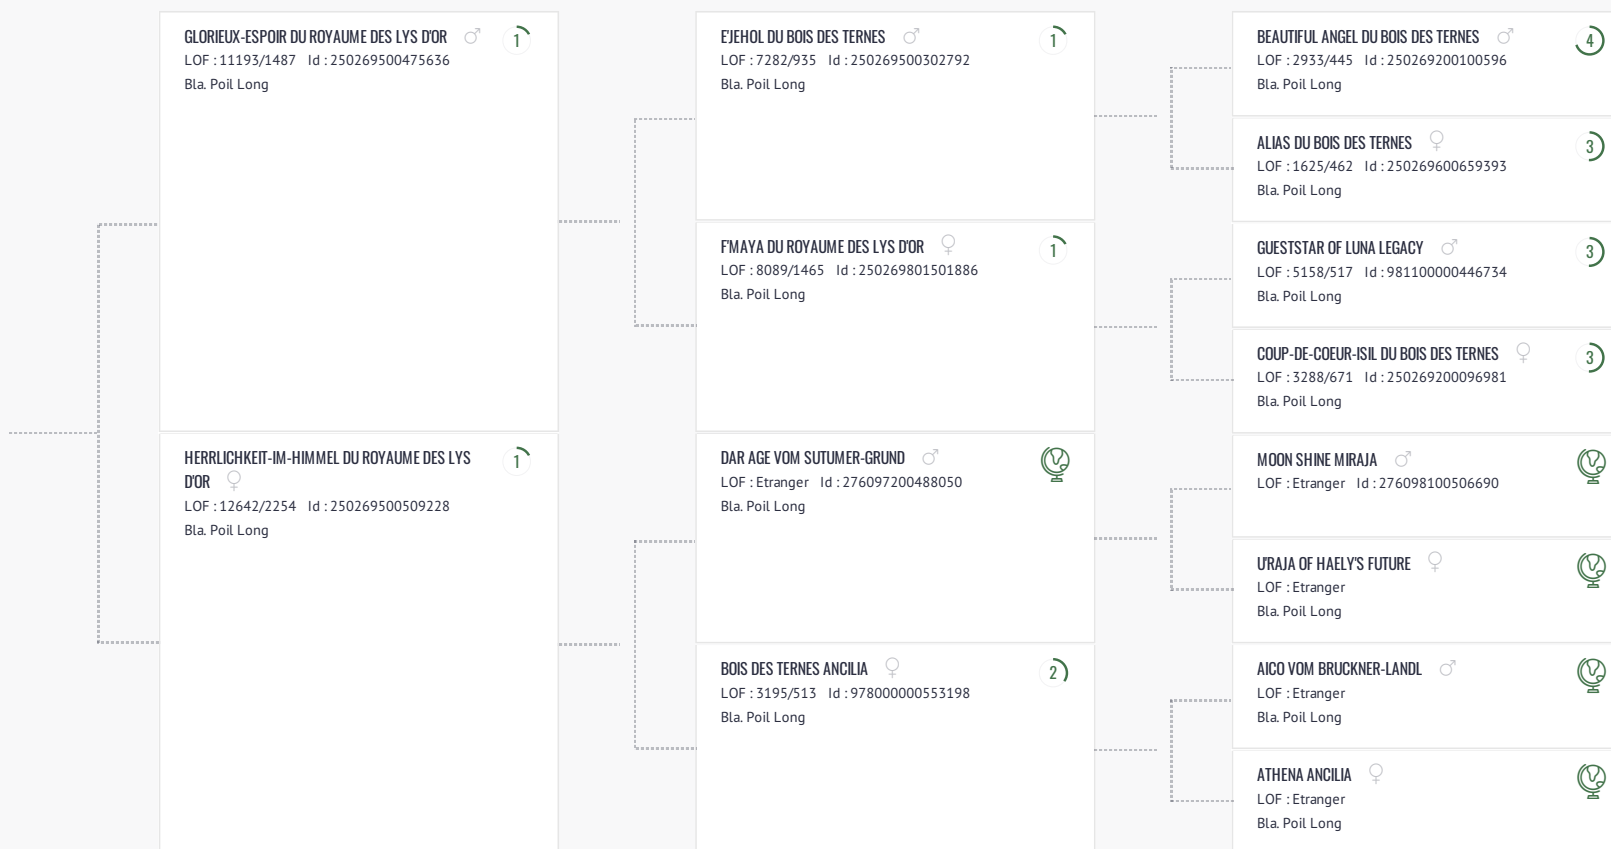 GLORIEUX-ESPOIR DU ROYAUME DES LYS D'OR
1
LOF : 11193/1487 Id : 250269500475636
Bla. Poil Long
HERRLICHKEIT-IM-HIMMEL DU ROYAUME DES LYS
D'OR
1
LOF : 12642/2254 Id : 250269500509228
Bla. Poil Long
E'JEHOL DU BOIS DES TERNES
1
LOF : 7282/935 Id : 250269500302792
Bla. Poil Long
F'MAYA DU ROYAUME DES LYS D'OR
1
LOF : 8089/1465 Id : 250269801501886
Bla. Poil Long
DAR AGE VOM SUTUMER-GRUND
LOF : Etranger Id : 276097200488050
Bla. Poil Long
BOIS DES TERNES ANCILIA
2
LOF : 3195/513 Id : 978000000553198
Bla. Poil Long
BEAUTIFUL ANGEL DU BOIS DES TERNES
4
LOF : 2933/445 Id : 250269200100596
Bla. Poil Long
ALIAS DU BOIS DES TERNES
3
LOF : 1625/462 Id : 250269600659393
Bla. Poil Long
GUESTSTAR OF LUNA LEGACY
3
LOF : 5158/517 Id : 981100000446734
Bla. Poil Long
COUP-DE-COEUR-ISIL DU BOIS DES TERNES
3
LOF : 3288/671 Id : 250269200096981
Bla. Poil Long
MOON SHINE MIRAJA
LOF : Etranger Id : 276098100506690
U'RAJA OF HAELY'S FUTURE
LOF : Etranger
Bla. Poil Long
AICO VOM BRUCKNER-LANDL
LOF : Etranger
Bla. Poil Long
ATHENA ANCILIA
LOF : Etranger
Bla. Poil Long